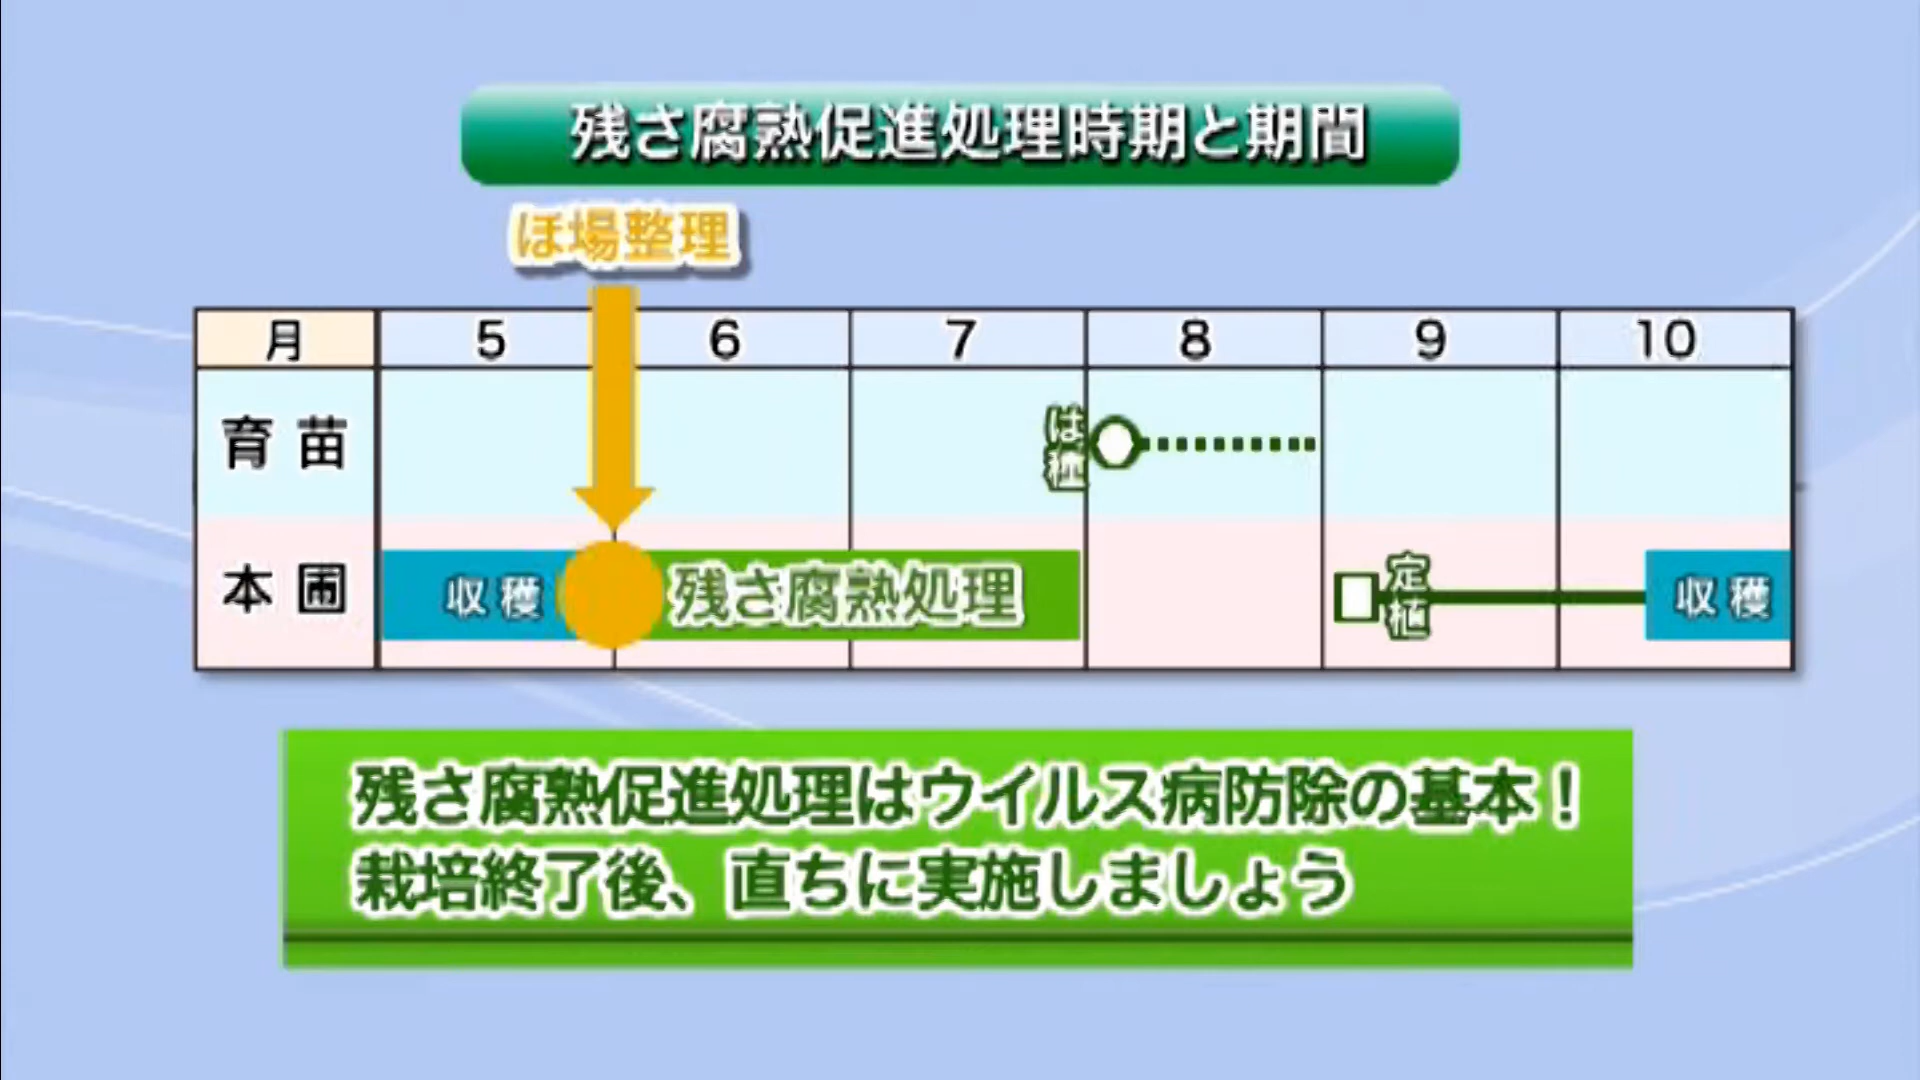 残さ腐熟促進処理時期と期間
ほ場整理
月 5 6 7 8 9 10
育苗
は種
本圃
収穫
残さ腐熟処理
定植
収穫
残さ腐熟促進処理はウイルス病防除の基本！
栽培終了後、直ちに実施しましょう